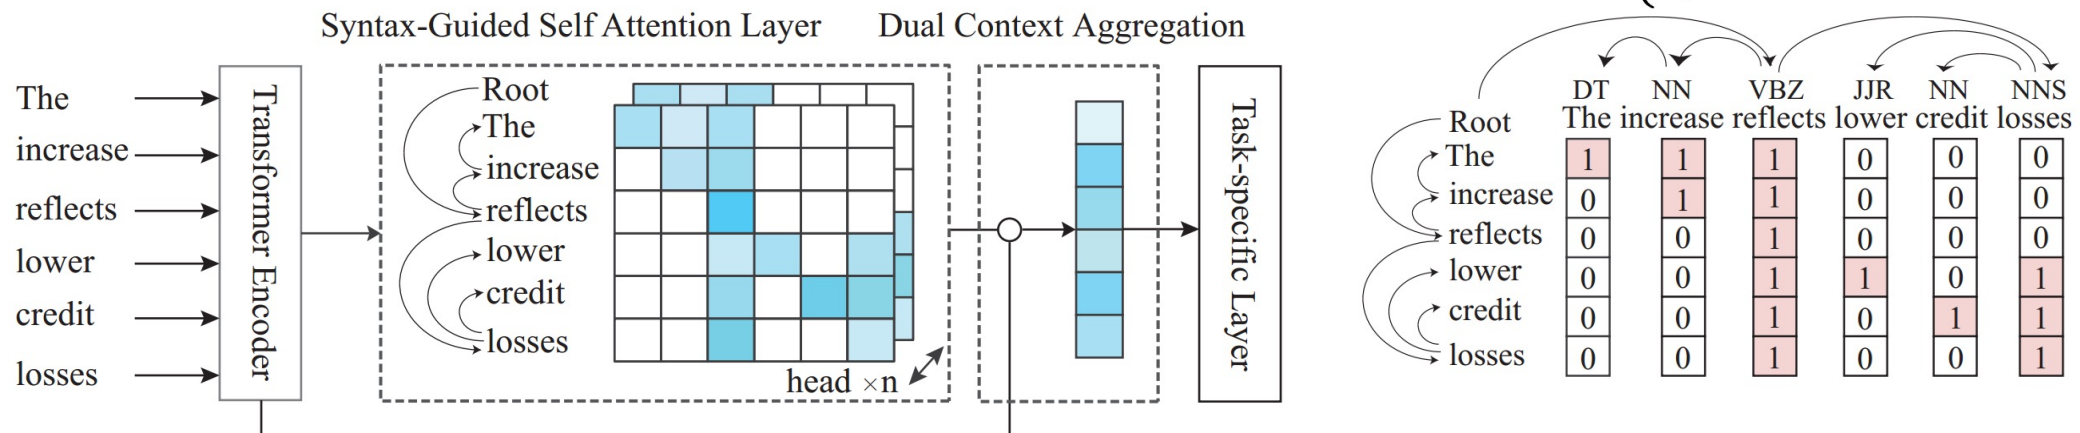 Syntax-Guided Self Attention Layer
Dual Context Aggregation
The
increase
reflects
lower
credit
losses
Transformer Encoder
Root
The
increase
reflects
lower
credit
losses
head ×n
Task-specific Layer
DT NN VBZ JJR NN NNS
Root The increase reflects lower credit losses
The 1 1 1 0 0 0
increase 0 1 1 0 0 0
reflects 0 0 1 0 0 0
lower 0 0 1 1 0 1
credit 0 0 1 0 1 1
losses 0 0 1 0 0 1